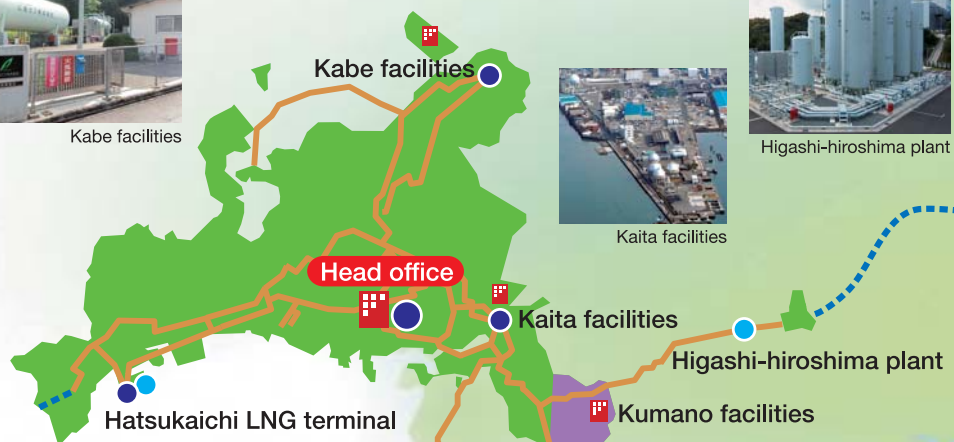 Kabe facilities
Kabe facilities
Higashi-hiroshima plant
Kaita facilities
Head office
Kaita facilities
Higashi-hiroshima plant
Kumano facilities
Hatsukaichi LNG terminal